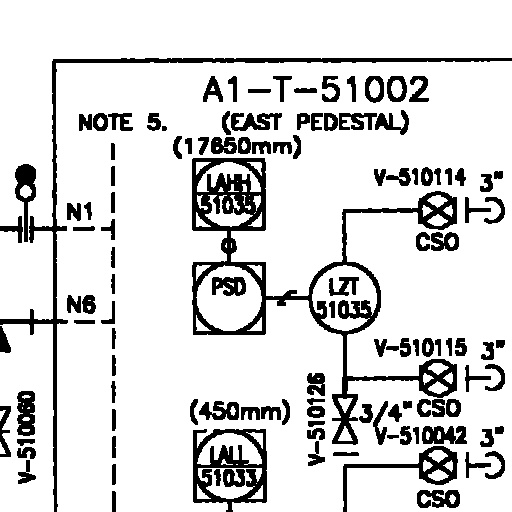 A1-T-51002
NOTE 5. (EAST PEDESTAL)
(17650mm)
LAHH
51035
V-510114 3"
CSO
N1
PSD
LZT
51035
N6
V-510115 3"
CSO
V-510126
3/4"
V-510060
(450mm)
V-510042 3"
CSO
LALL
51033